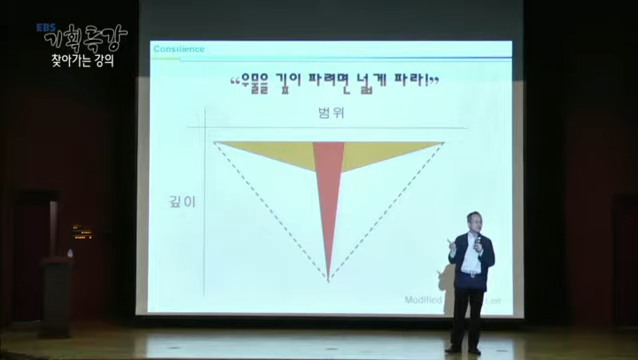 EBS
기획특강
찾아가는 강의
Consilience
“우물을 깊이 파려면 넓게 파라!”
범위
깊이
Modified